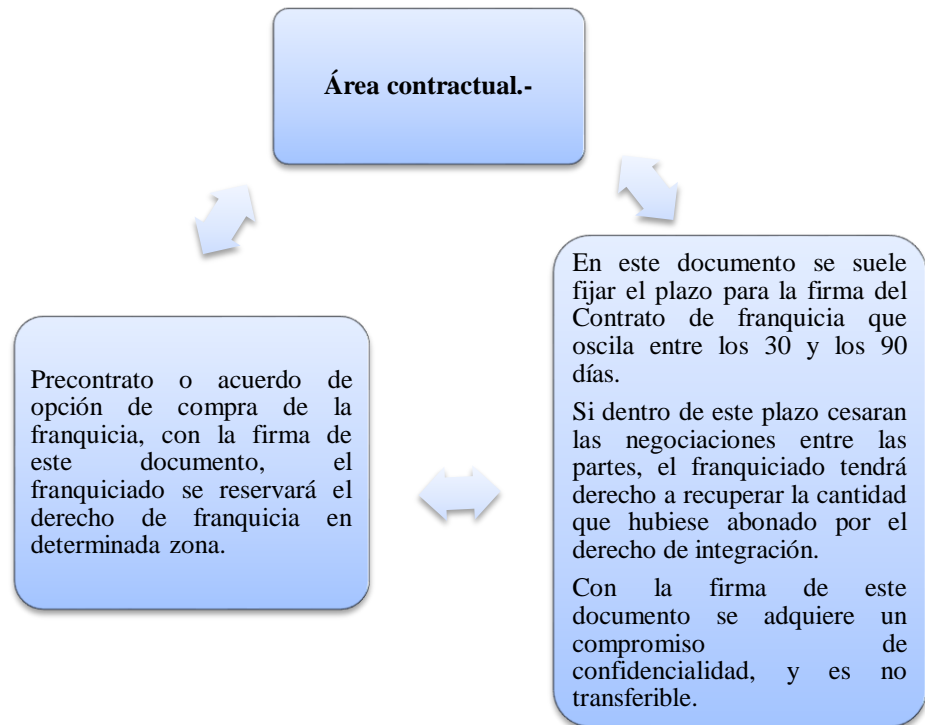 Área contractual.-
Precontrato o acuerdo de
opción de compra de la
franquicia, con la firma de
este documento, el
franquiciado se reservará el
derecho de franquicia en
determinada zona.
En este documento se suele
fijar el plazo para la firma del
Contrato de franquicia que
oscila entre los 30 y los 90
días.
Si dentro de este plazo cesaran
las negociaciones entre las
partes, el franquiciado tendrá
derecho a recuperar la cantidad
que hubiese abonado por el
derecho de integración.
Con la firma de este
documento se adquiere un
compromiso de
confidencialidad, y es no
transferible.